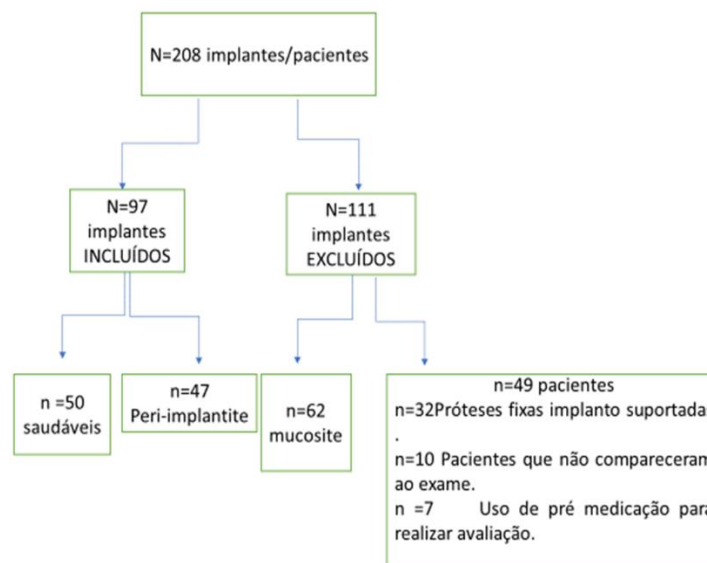 N=208 implantes/pacientes
N=97
implantes
INCLUÍDOS
N=111
implantes
EXCLUÍDOS
n =50
saudáveis
n=47
Peri-implantite
n=62
mucosite
n=49 pacientes
n=32Próteses fixas implanto suportadas
.
n=10 Pacientes que não compareceram
ao exame.
n =7 Uso de pré medicação para
realizar avaliação.